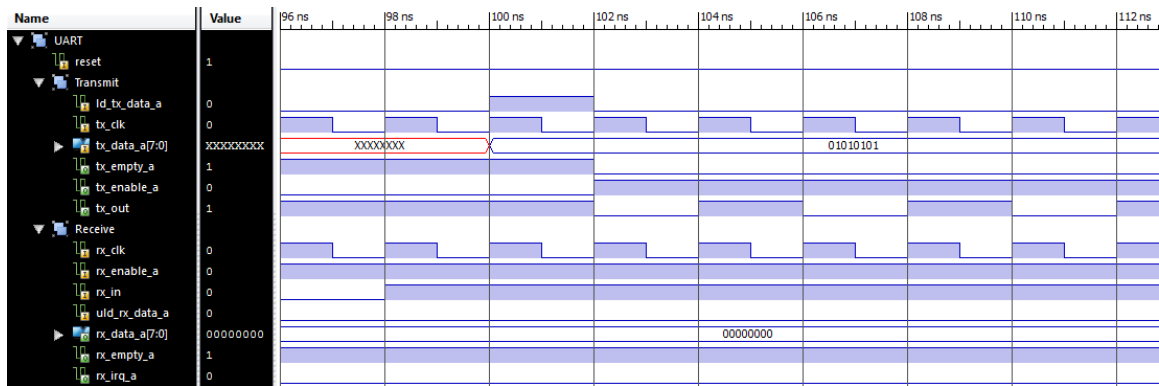 Name Value 96 ns 98 ns 100 ns 102 ns 104 ns 106 ns 108 ns 110 ns 112 ns
UART
reset 1
Transmit
ld_tx_data_a 0
tx_clk 0
tx_data_a[7:0] XXXXXXXX XXXXXXXX 01010101
tx_empty_a 1
tx_enable_a 0
tx_out 1
Receive
rx_clk 0
rx_enable_a 0
rx_in 0
uld_rx_data_a 0
rx_data_a[7:0] 00000000 00000000
rx_empty_a 1
rx_irq_a 0